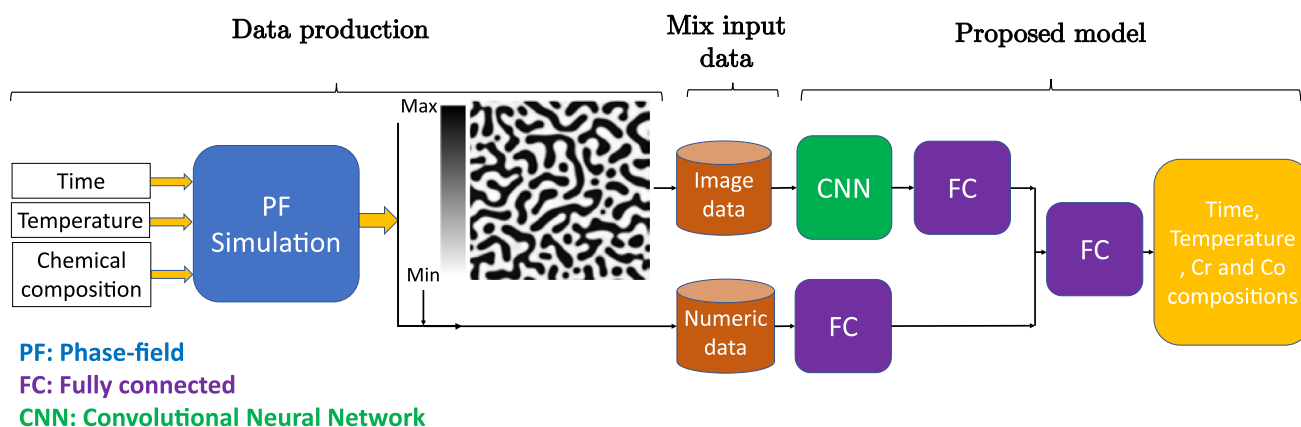 Data production
Mix input
data
Proposed model
Time
Temperature
Chemical
composition
PF
Simulation
Max
Min
Image
data
Numeric
data
CNN
FC
FC
FC
Time,
Temperature
, Cr and Co
compositions
PF: Phase-field
FC: Fully connected
CNN: Convolutional Neural Network